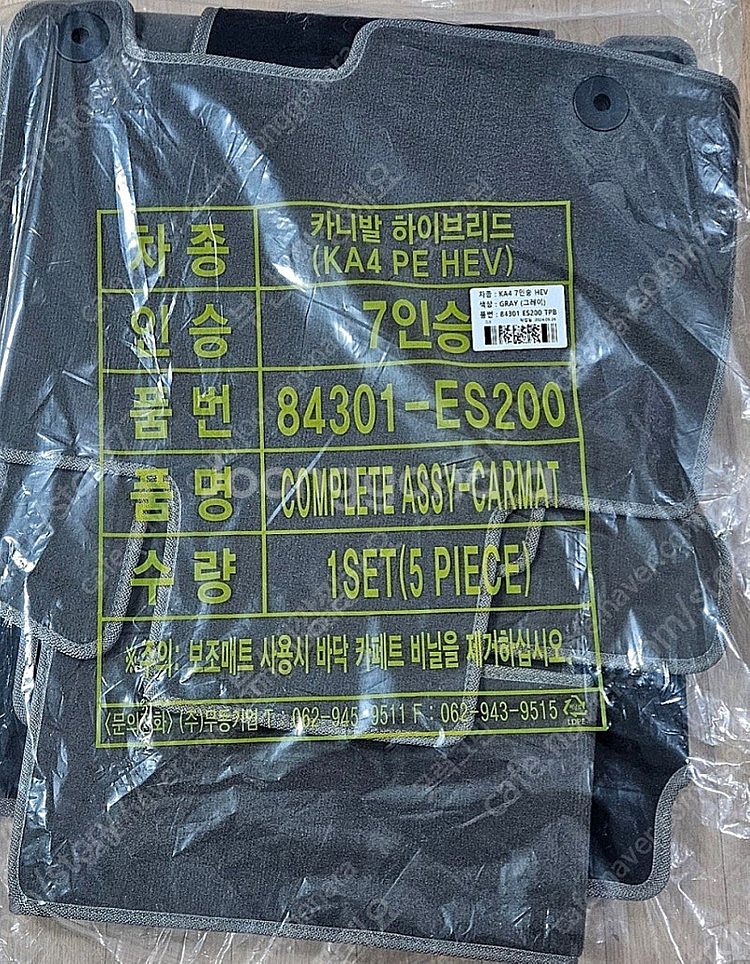 차종 카니발 하이브리드
(KA4 PE HEV)
인승 7인승
차종 : KA4 7인승 HEV
색상 : GRAY (그레이)
품번 : 84301 ES200 TPB
품번 84301-ES200
품명 COMPLETE ASSY-CARMAT
수량 1SET(5 PIECE)
※주의: 보조매트 사용시 바닥 카페트 비닐을 제거하십시오.
<문의전화> (주)무등기업 T : 062-945-9511 F : 062-943-9515
LDPE